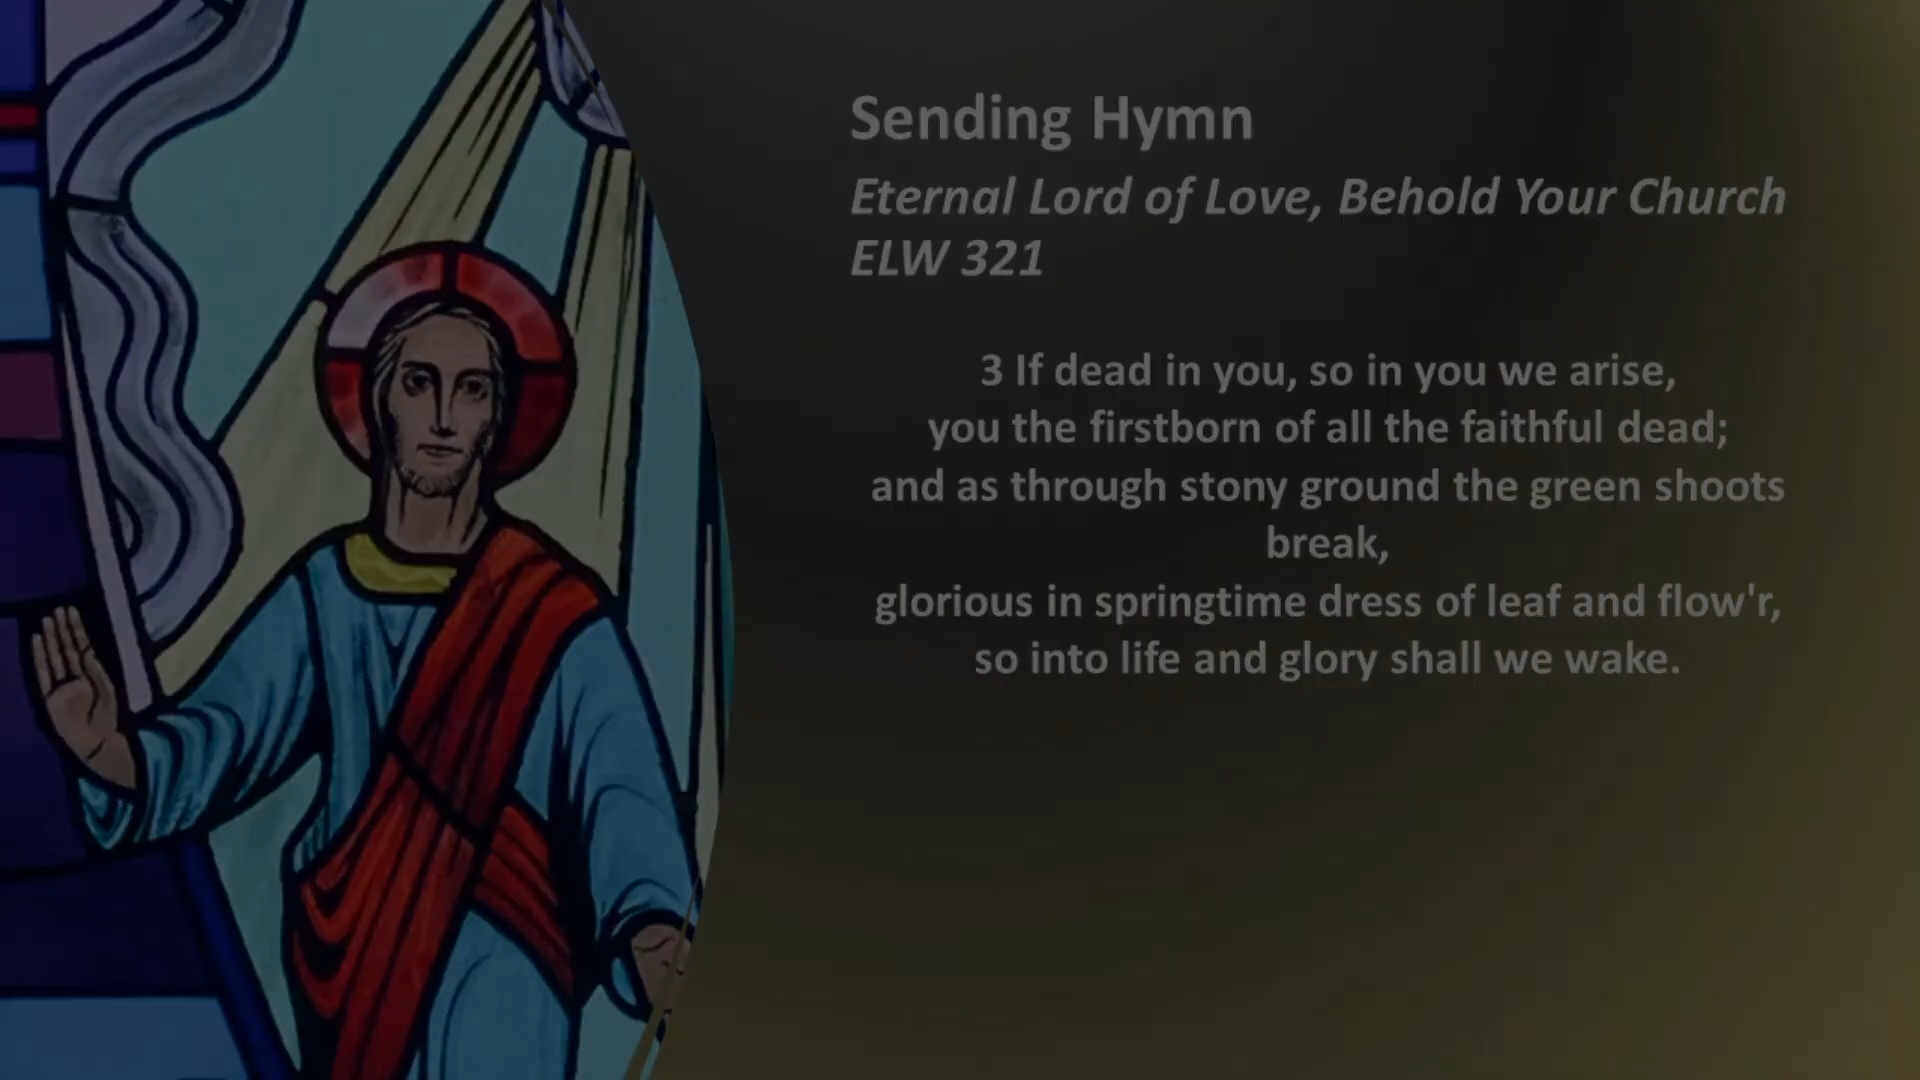 Sending Hymn
Eternal Lord of Love, Behold Your Church
ELW 321
3 If dead in you, so in you we arise,
you the firstborn of all the faithful dead;
and as through stony ground the green shoots
break,
glorious in springtime dress of leaf and flow'r,
so into life and glory shall we wake.